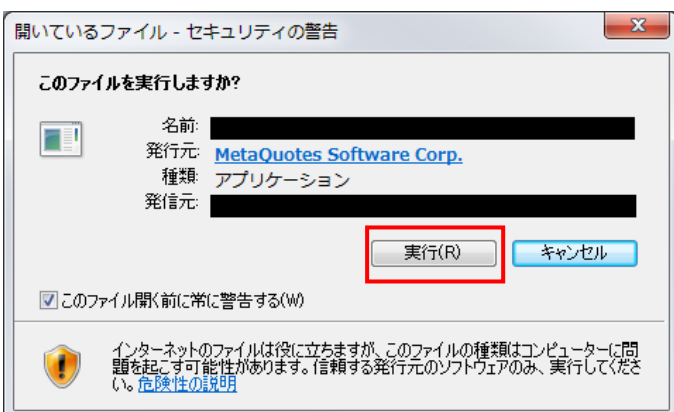 開いているファイル - セキュリティの警告
このファイルを実行しますか?
名前:
発行元: MetaQuotes Software Corp.
種類: アプリケーション
発信元:
実行(R) キャンセル
このファイル開く前に常に警告する(W)
インターネットのファイルは役に立ちますが、このファイルの種類はコンピューターに問
題を起こす可能性があります。信頼する発行元のソフトウェアのみ、実行してくださ
い。危険性の説明